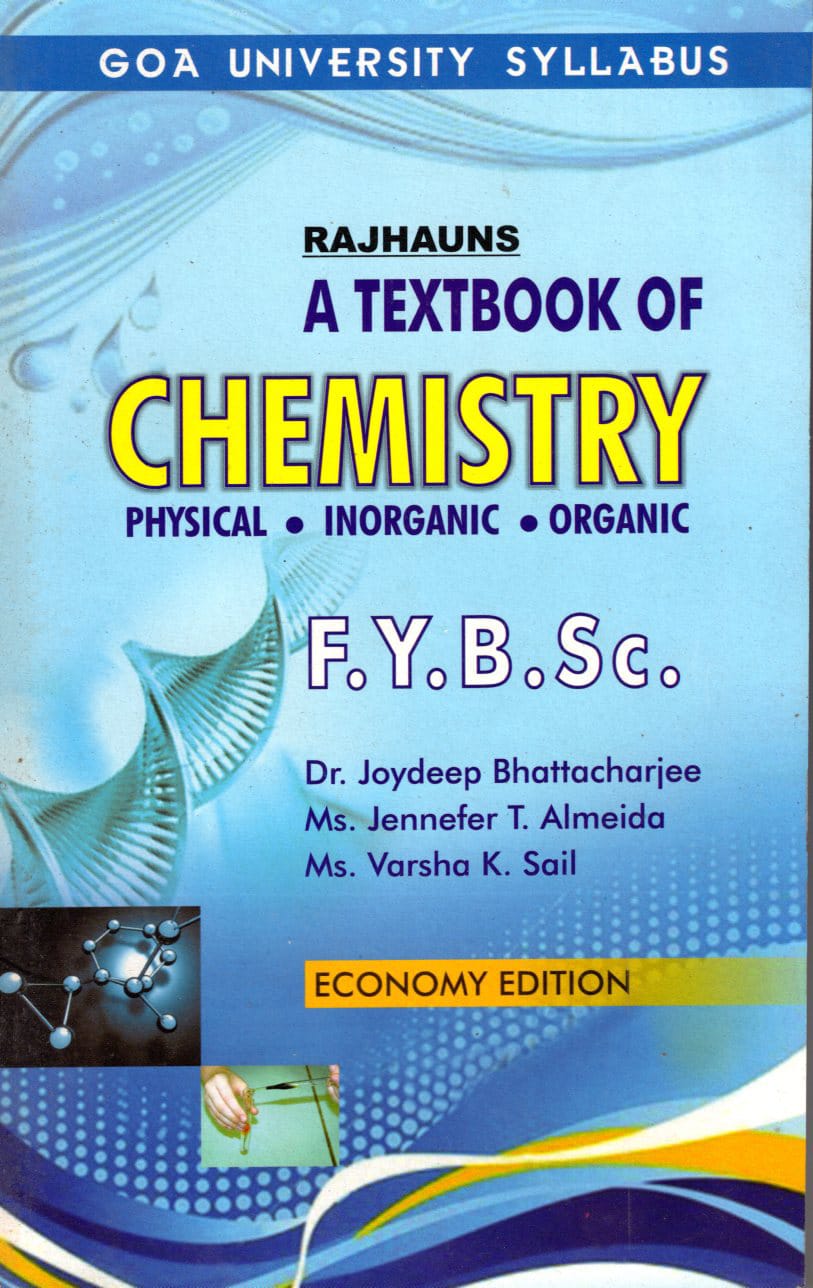 GOA UNIVERSITY SYLLABUS
RAJHAUNS
A TEXTBOOK OF
CHEMISTRY
PHYSICAL • INORGANIC • ORGANIC
F.Y.B.Sc.
Dr. Joydeep Bhattacharjee
Ms. Jennefer T. Almeida
Ms. Varsha K. Sail
ECONOMY EDITION